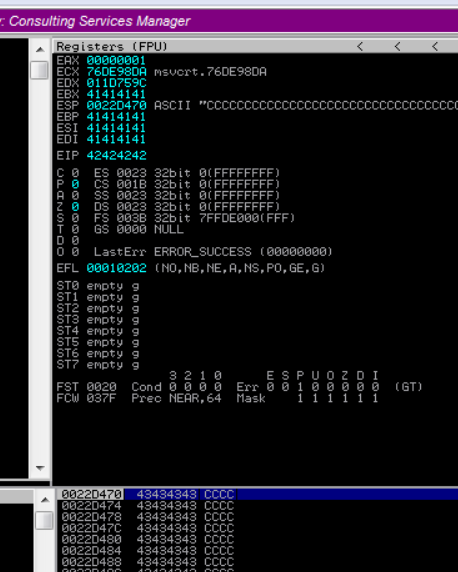 r: Consulting Services Manager
Registers (FPU) < < <
EAX 00000001
ECX 76DE98DA msvcrt.76DE98DA
EDX 011D759C
EBX 41414141
ESP 0022D470 ASCII "CCCCCCCCCCCCCCCCCCCCCCCCCCCCCCCCCC
EBP 41414141
ESI 41414141
EDI 41414141
EIP 42424242
C 0 ES 0023 32bit 0(FFFFFFFF)
P 0 CS 001B 32bit 0(FFFFFFFF)
A 0 SS 0023 32bit 0(FFFFFFFF)
Z 0 DS 0023 32bit 0(FFFFFFFF)
S 0 FS 003B 32bit 7FFDE000(FFF)
T 0 GS 0000 NULL
D 0
O 0 LastErr ERROR_SUCCESS (00000000)
EFL 00010202 (NO,NB,NE,A,NS,PO,GE,G)
ST0 empty g
ST1 empty g
ST2 empty g
ST3 empty g
ST4 empty g
ST5 empty g
ST6 empty g
ST7 empty g
3 2 1 0 E S P U O Z D I
FST 0020 Cond 0 0 0 0 Err 0 0 1 0 0 0 0 0 (GT)
FCW 037F Prec NEAR,64 Mask 1 1 1 1 1 1
0022D470 43434343 CCCC
0022D474 43434343 CCCC
0022D478 43434343 CCCC
0022D47C 43434343 CCCC
0022D480 43434343 CCCC
0022D484 43434343 CCCC
0022D488 43434343 CCCC